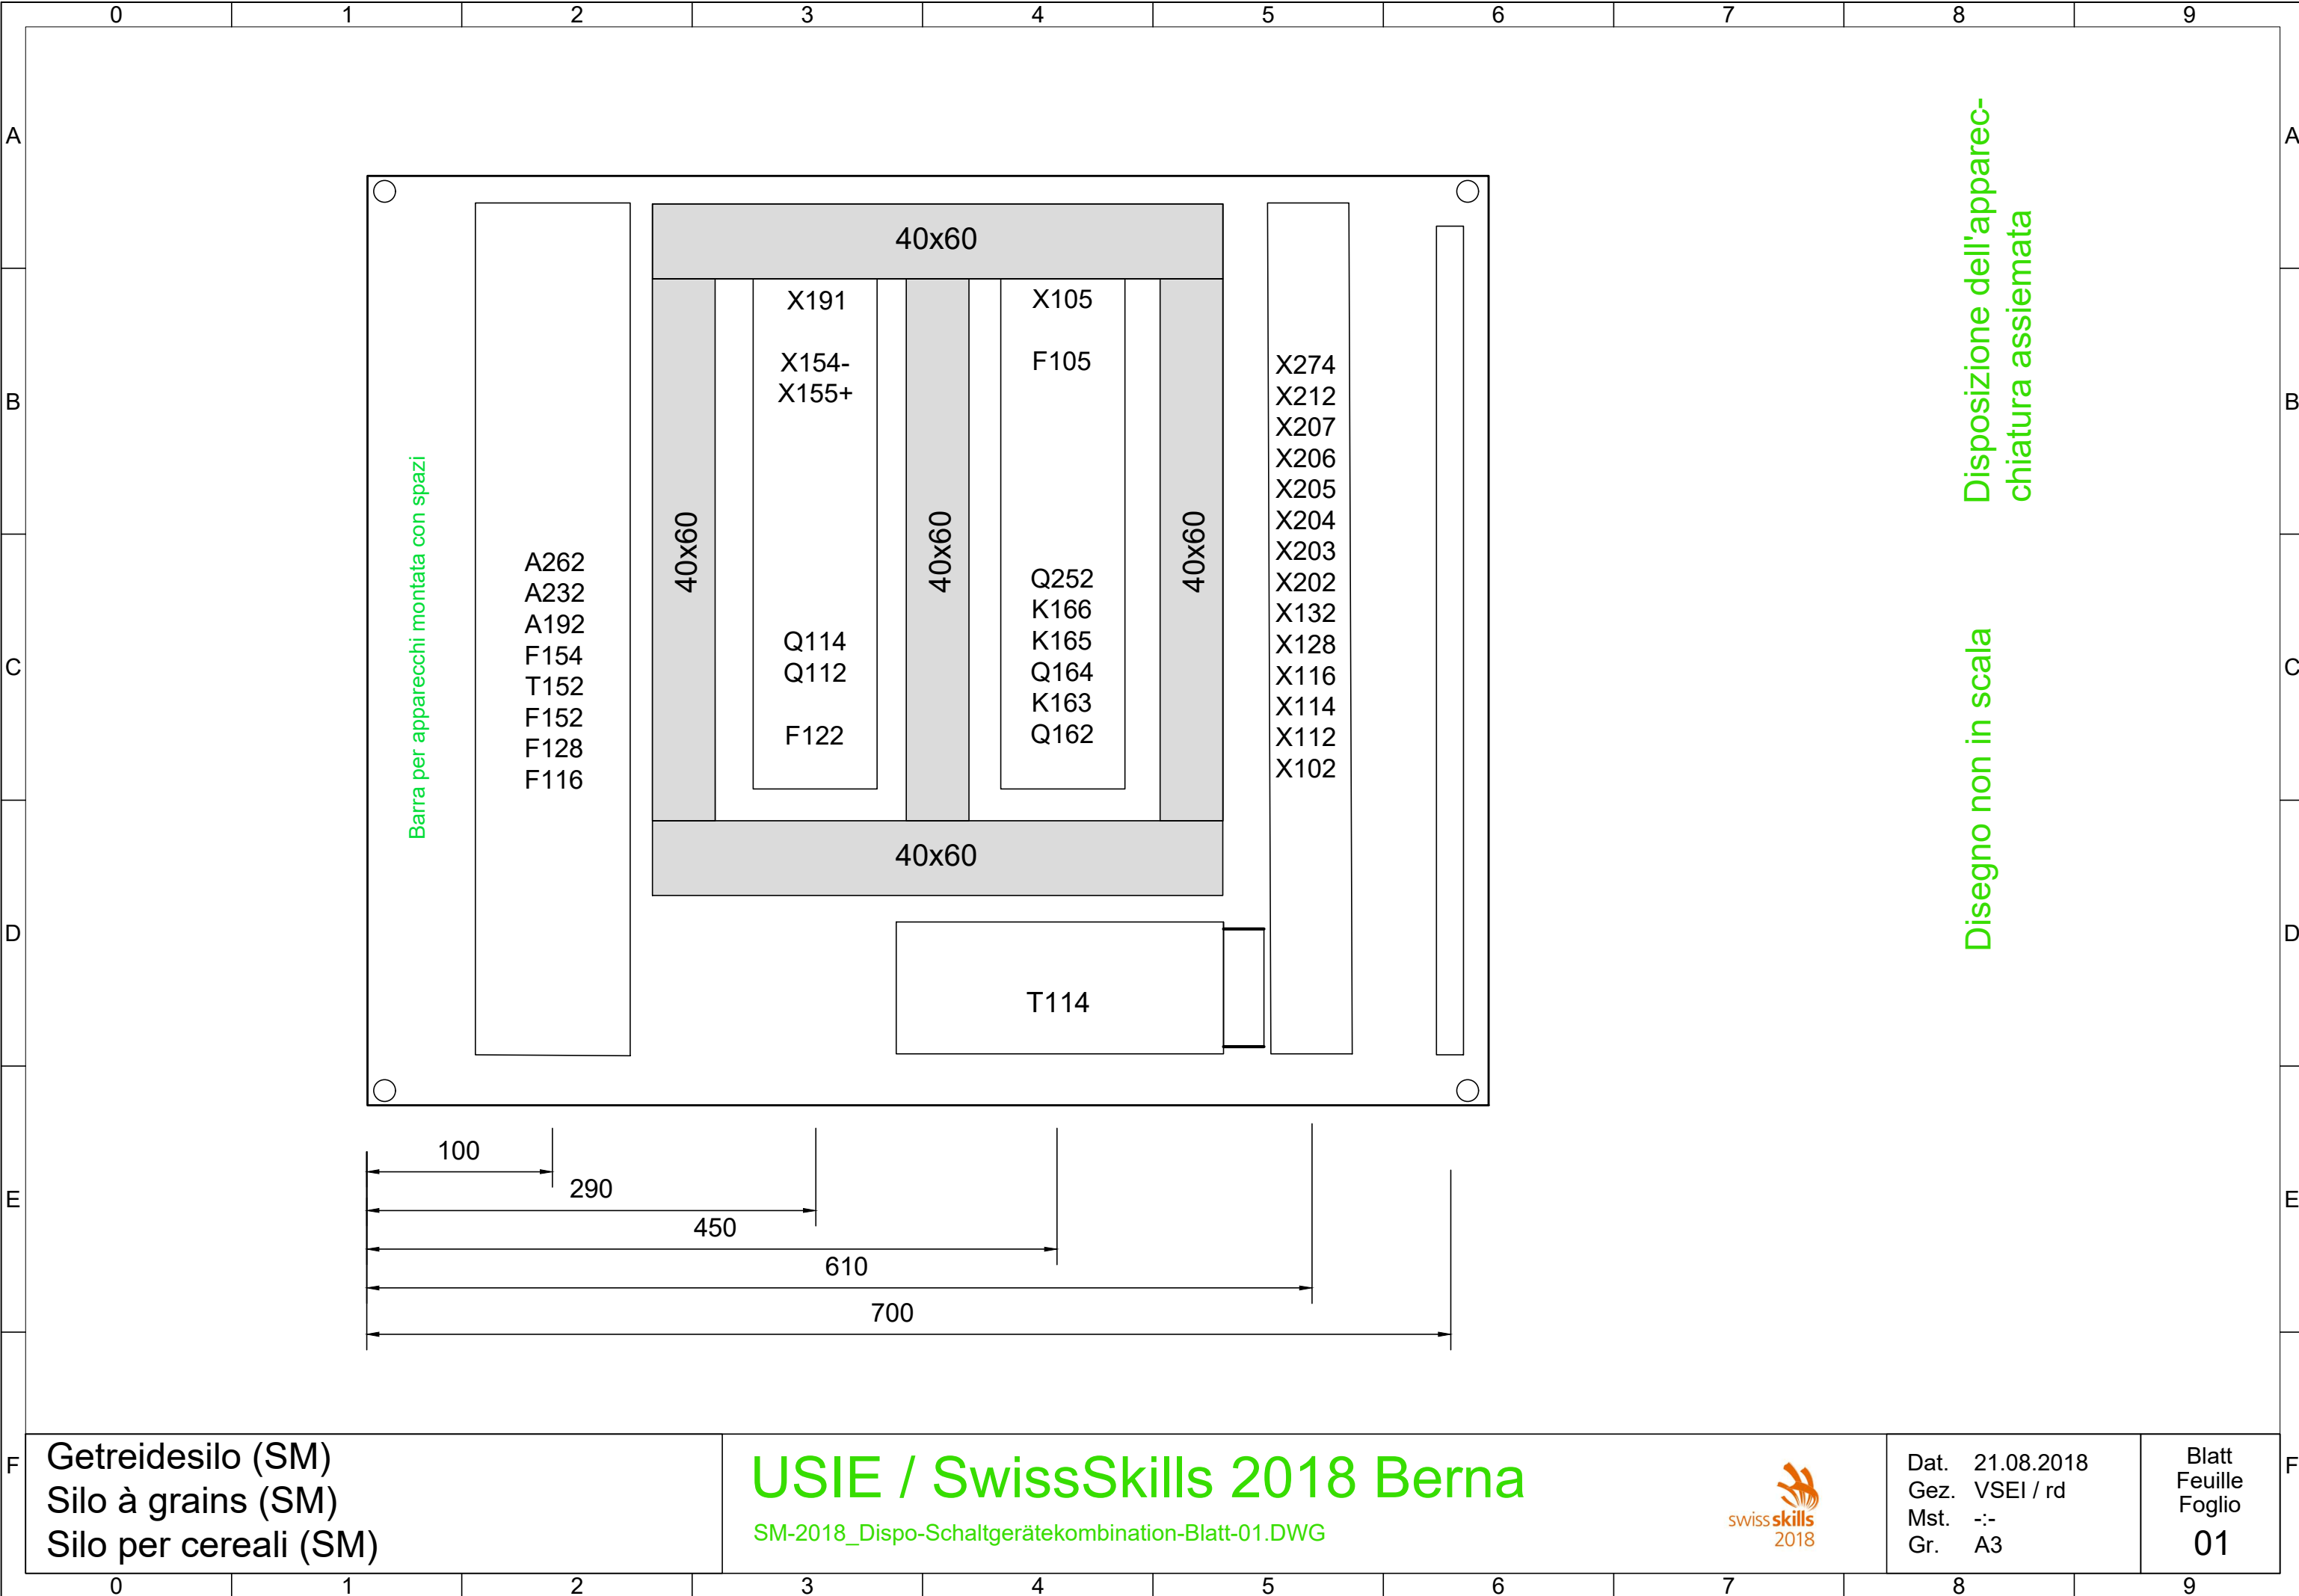 0 1 2 3 4 5 6 7 8 9
A
B
C
D
E
F
A
B
C
D
E
F
Disposizione dell'apparec-
chiatura assiemata
Disegno non in scala
Barra per apparecchi montata con spazi
40x60
40x60
40x60
40x60
40x60
A262
A232
A192
F154
T152
F152
F128
F116
X191
X154-
X155+
Q114
Q112
F122
X105
F105
Q252
K166
K165
Q164
K163
Q162
X274
X212
X207
X206
X205
X204
X203
X202
X132
X128
X116
X114
X112
X102
T114
100
290
450
610
700
Getreidesilo (SM)
Silo à grains (SM)
Silo per cereali (SM)
USIE / SwissSkills 2018 Berna
SM-2018_Dispo-Schaltgerätekombination-Blatt-01.DWG
swiss skills
2018
Dat. 21.08.2018
Gez. VSEI / rd
Mst. -:-
Gr. A3
Blatt
Feuille
Foglio
01
0 1 2 3 4 5 6 7 8 9